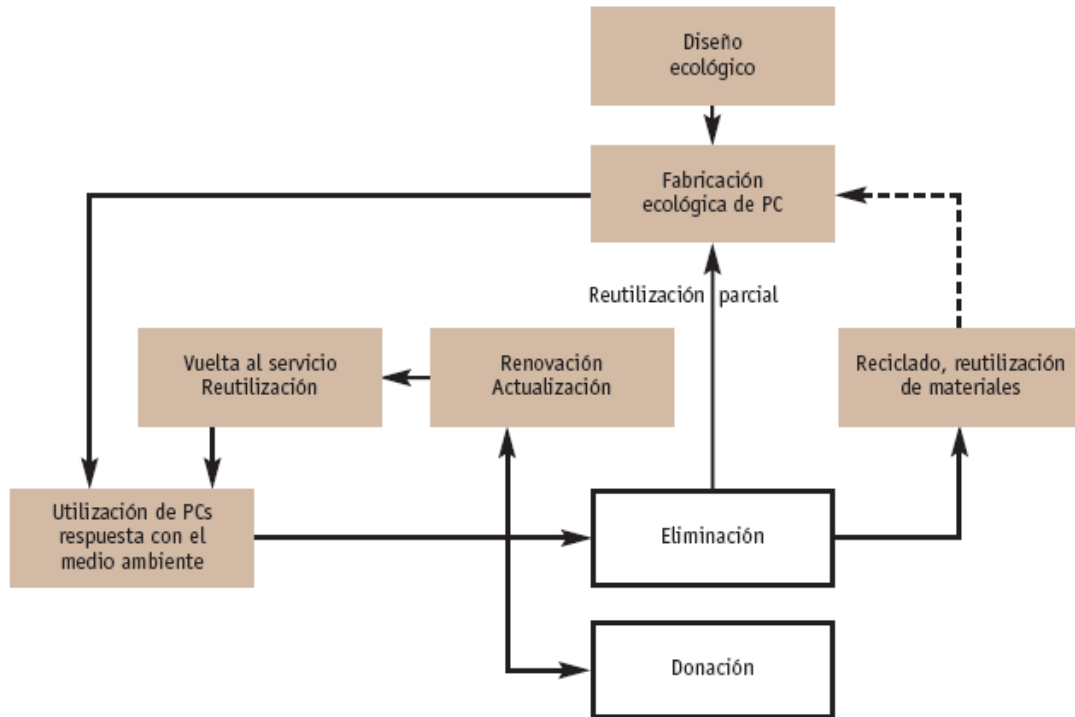 Diseño
ecológico
Fabricación
ecológica de PC
Reutilización parcial
Vuelta al servicio
Reutilización
Renovación
Actualización
Reciclado, reutilización
de materiales
Utilización de PCs
respuesta con el
medio ambiente
Eliminación
Donación